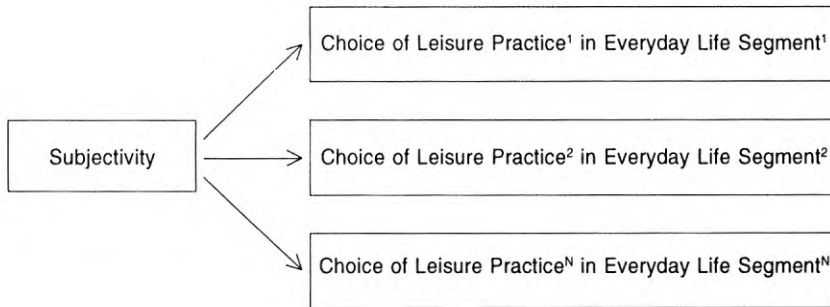 Choice of Leisure Practice¹ in Everyday Life Segment¹
Subjectivity
Choice of Leisure Practice² in Everyday Life Segment²
Choice of Leisure Practiceᴺ in Everyday Life Segmentᴺ